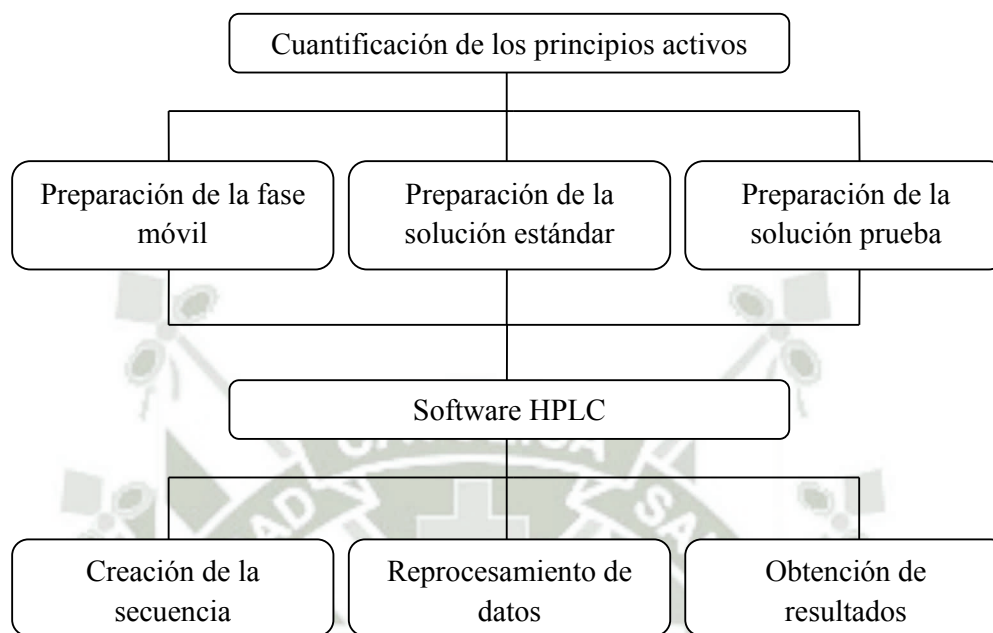 Cuantificación de los principios activos
Preparación de la fase
móvil
Preparación de la
solución estándar
Preparación de la
solución prueba
Software HPLC
Creación de la
secuencia
Reprocesamiento de
datos
Obtención de
resultados